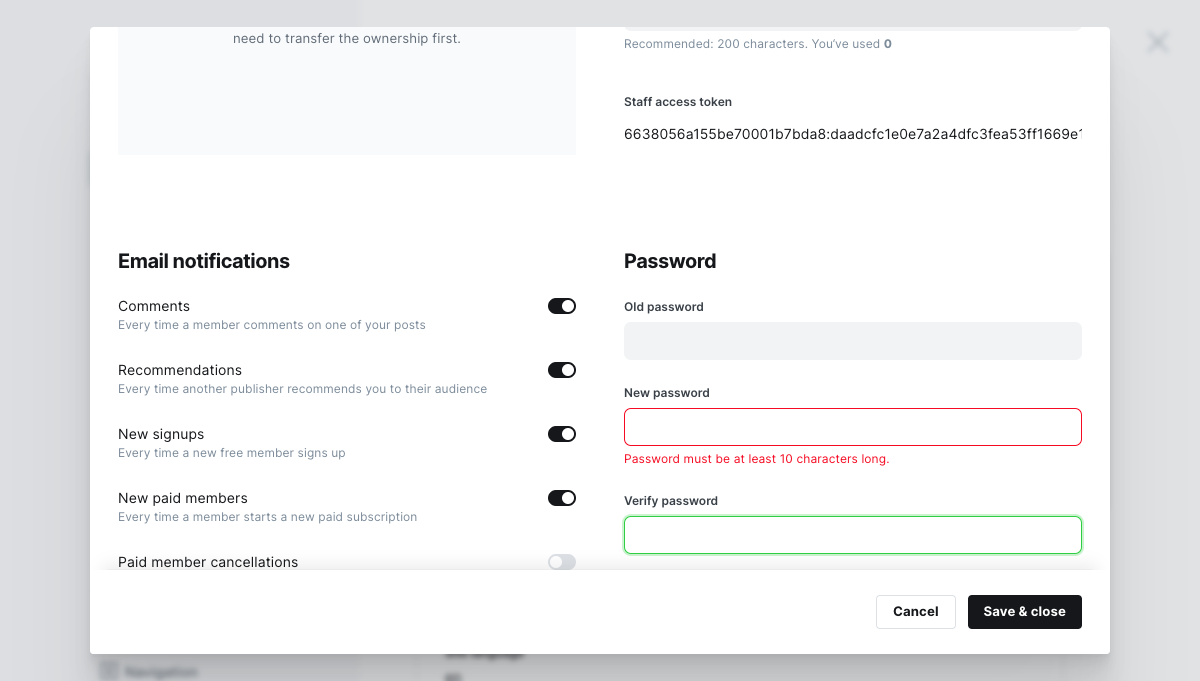 need to transfer the ownership first.
Recommended: 200 characters. You've used 0
Staff access token
6638056a155be70001b7bda8:daadcfc1e0e7a2a4dfc3fea53ff1669e1
Email notifications
Comments
Every time a member comments on one of your posts
Recommendations
Every time another publisher recommends you to their audience
New signups
Every time a new free member signs up
New paid members
Every time a member starts a new paid subscription
Paid member cancellations
Password
Old password
New password
Password must be at least 10 characters long.
Verify password
Cancel
Save & close
Navigation